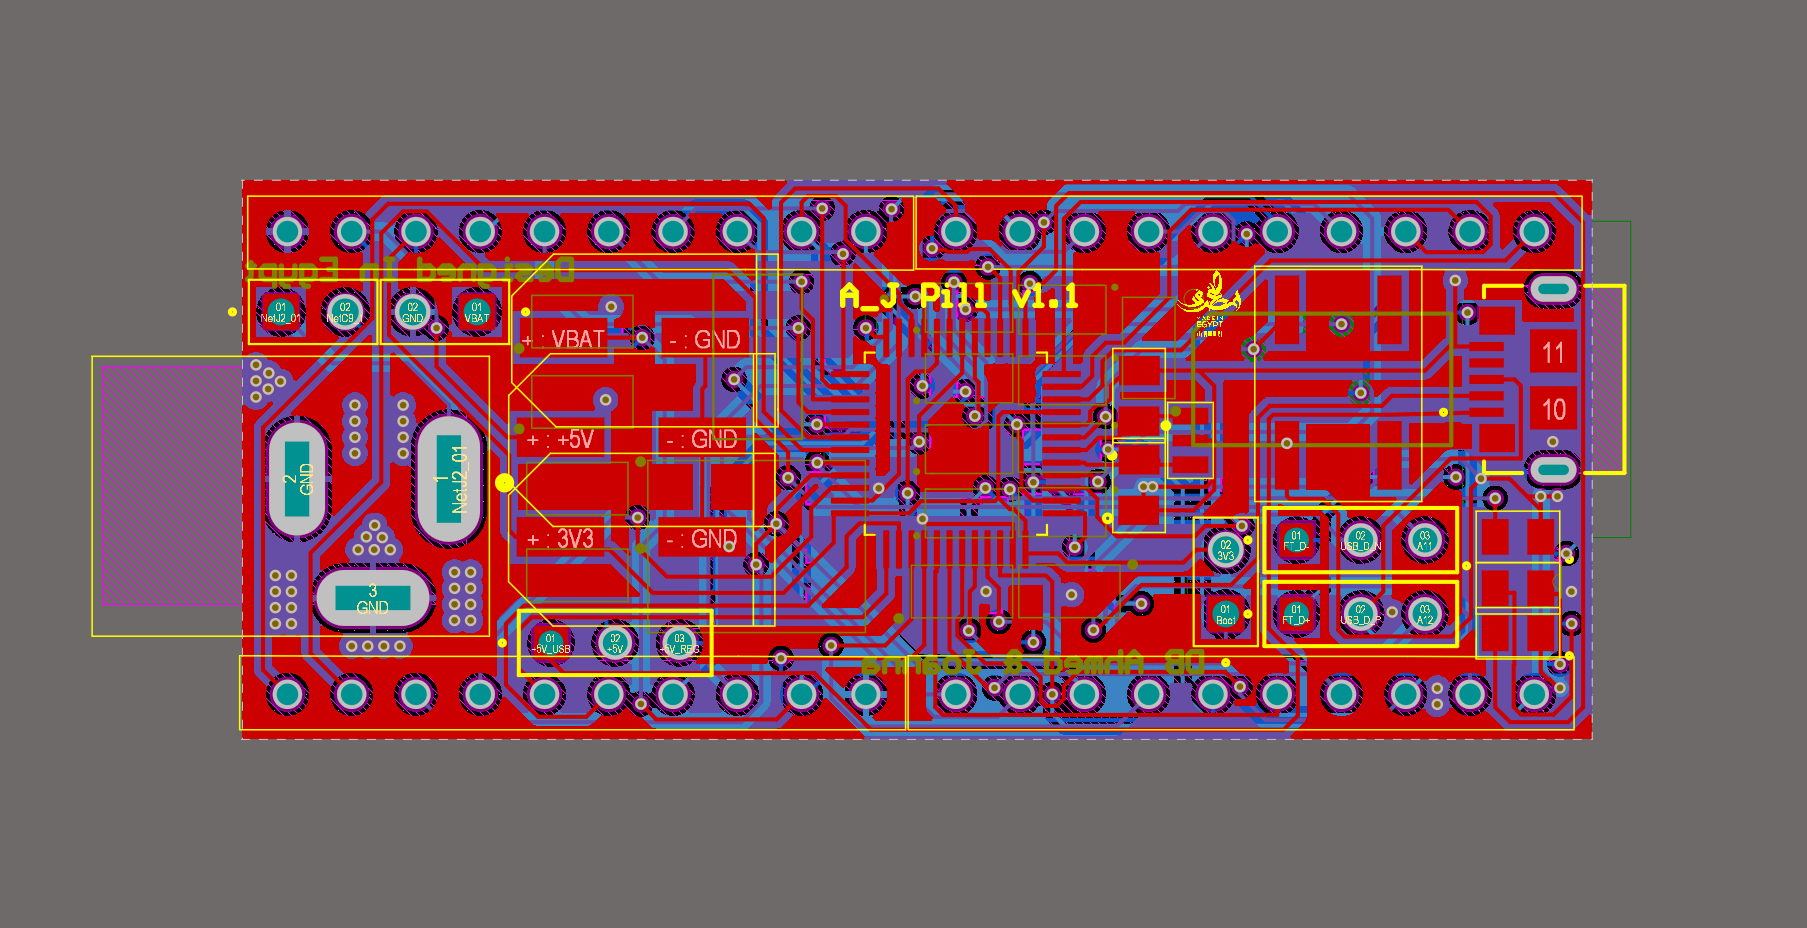 Designed In Egypt
A_J Pill v1.1
EGYPT
01
NetJ2_01
02
NetC9
02
GND
01
VBAT
+ : VBAT
- : GND
11
10
+ : +5V
- : GND
2
GND
1
NetJ2_01
+ : 3V3
- : GND
3
GND
02
3V3
01
FT_D-
02
USB_D_N
03
A11
01
Boot
01
FT_D+
02
USB_D_P
03
A12
01
+5V_USB
02
+5V
03
+5V_REG
DB Ahmed & Joanna